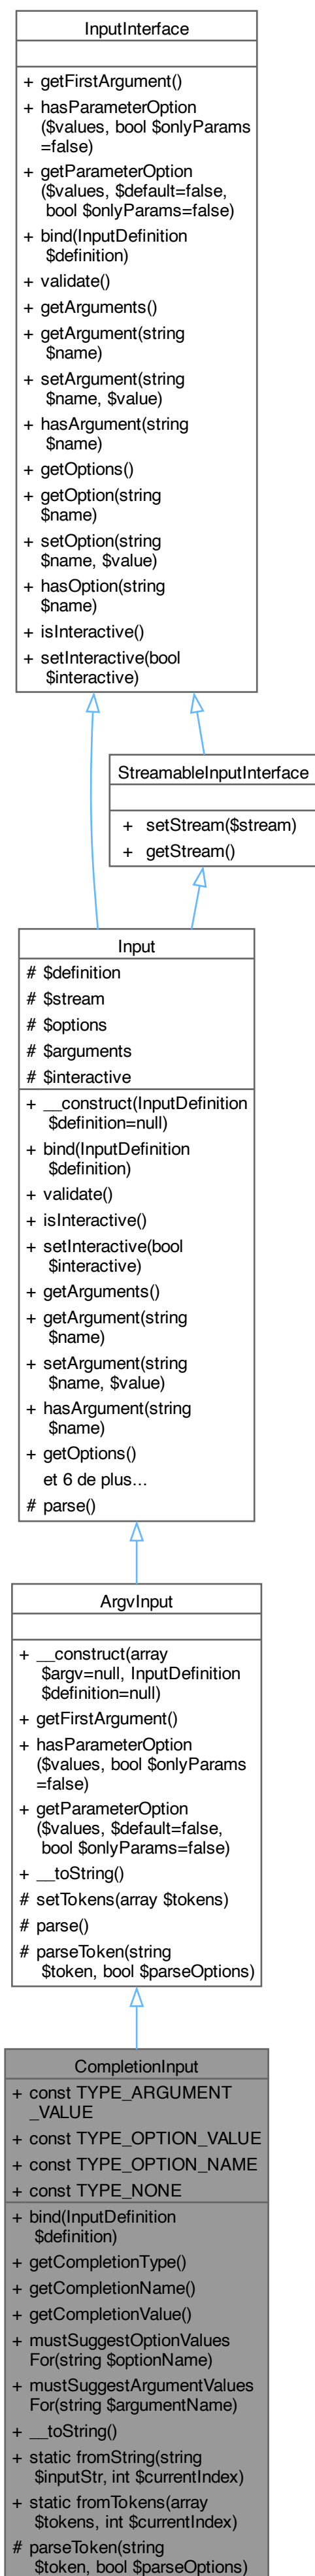 InputInterface
+ getFirstArgument()
+ hasParameterOption
($values, bool $onlyParams
=false)
+ getParameterOption
($values, $default=false,
bool $onlyParams=false)
+ bind(InputDefinition
$definition)
+ validate()
+ getArguments()
+ getArgument(string
$name)
+ setArgument(string
$name, $value)
+ hasArgument(string
$name)
+ getOptions()
+ getOption(string
$name)
+ setOption(string
$name, $value)
+ hasOption(string
$name)
+ isInteractive()
+ setInteractive(bool
$interactive)
StreamableInputInterface
+ setStream($stream)
+ getStream()
Input
# $definition
# $stream
# $options
# $arguments
# $interactive
+ __construct(InputDefinition
$definition=null)
+ bind(InputDefinition
$definition)
+ validate()
+ isInteractive()
+ setInteractive(bool
$interactive)
+ getArguments()
+ getArgument(string
$name)
+ setArgument(string
$name, $value)
+ hasArgument(string
$name)
+ getOptions()
et 6 de plus...
# parse()
ArgvInput
+ __construct(array
$argv=null, InputDefinition
$definition=null)
+ getFirstArgument()
+ hasParameterOption
($values, bool $onlyParams
=false)
+ getParameterOption
($values, $default=false,
bool $onlyParams=false)
+ __toString()
# setTokens(array $tokens)
# parse()
# parseToken(string
$token, bool $parseOptions)
CompletionInput
+ const TYPE_ARGUMENT
_VALUE
+ const TYPE_OPTION_VALUE
+ const TYPE_OPTION_NAME
+ const TYPE_NONE
+ bind(InputDefinition
$definition)
+ getCompletionType()
+ getCompletionName()
+ getCompletionValue()
+ mustSuggestOptionValues
For(string $optionName)
+ mustSuggestArgumentValues
For(string $argumentName)
+ __toString()
+ static fromString(string
$inputStr, int $currentIndex)
+ static fromTokens(array
$tokens, int $currentIndex)
# parseToken(string
$token, bool $parseOptions)